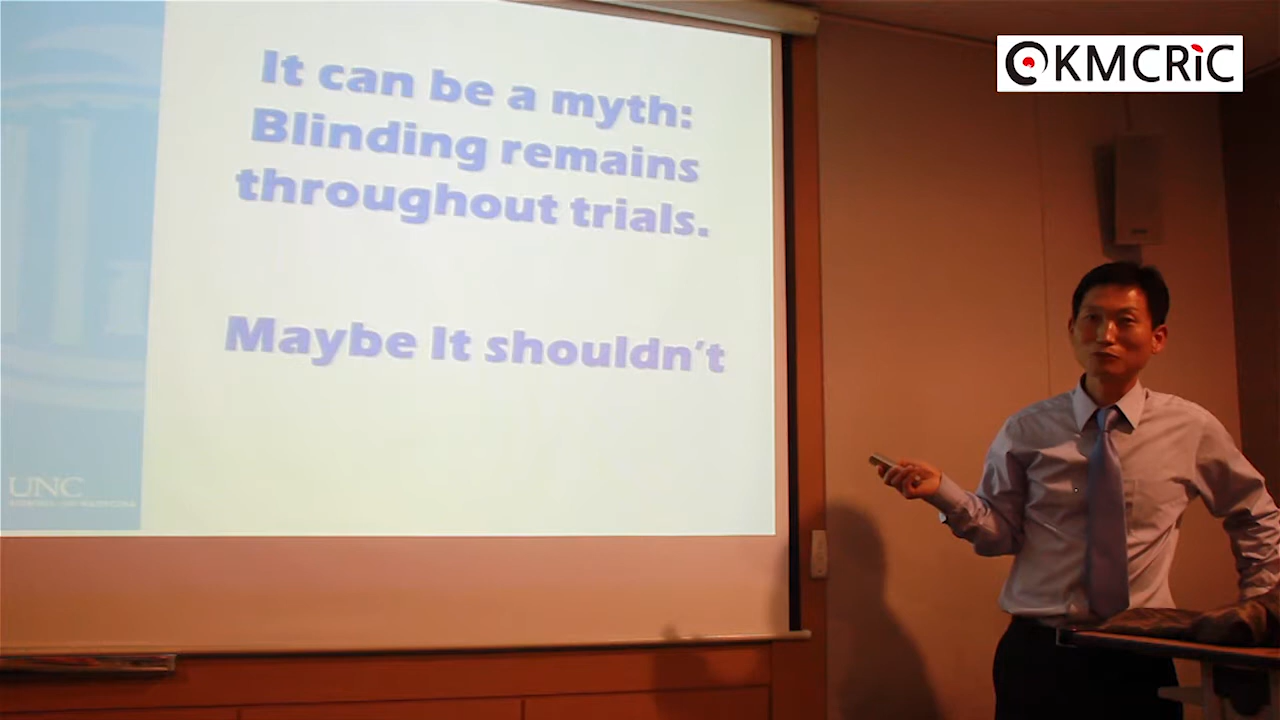 KMCRiC
It can be a myth:
Blinding remains
throughout trials.
Maybe It shouldn't
UNC